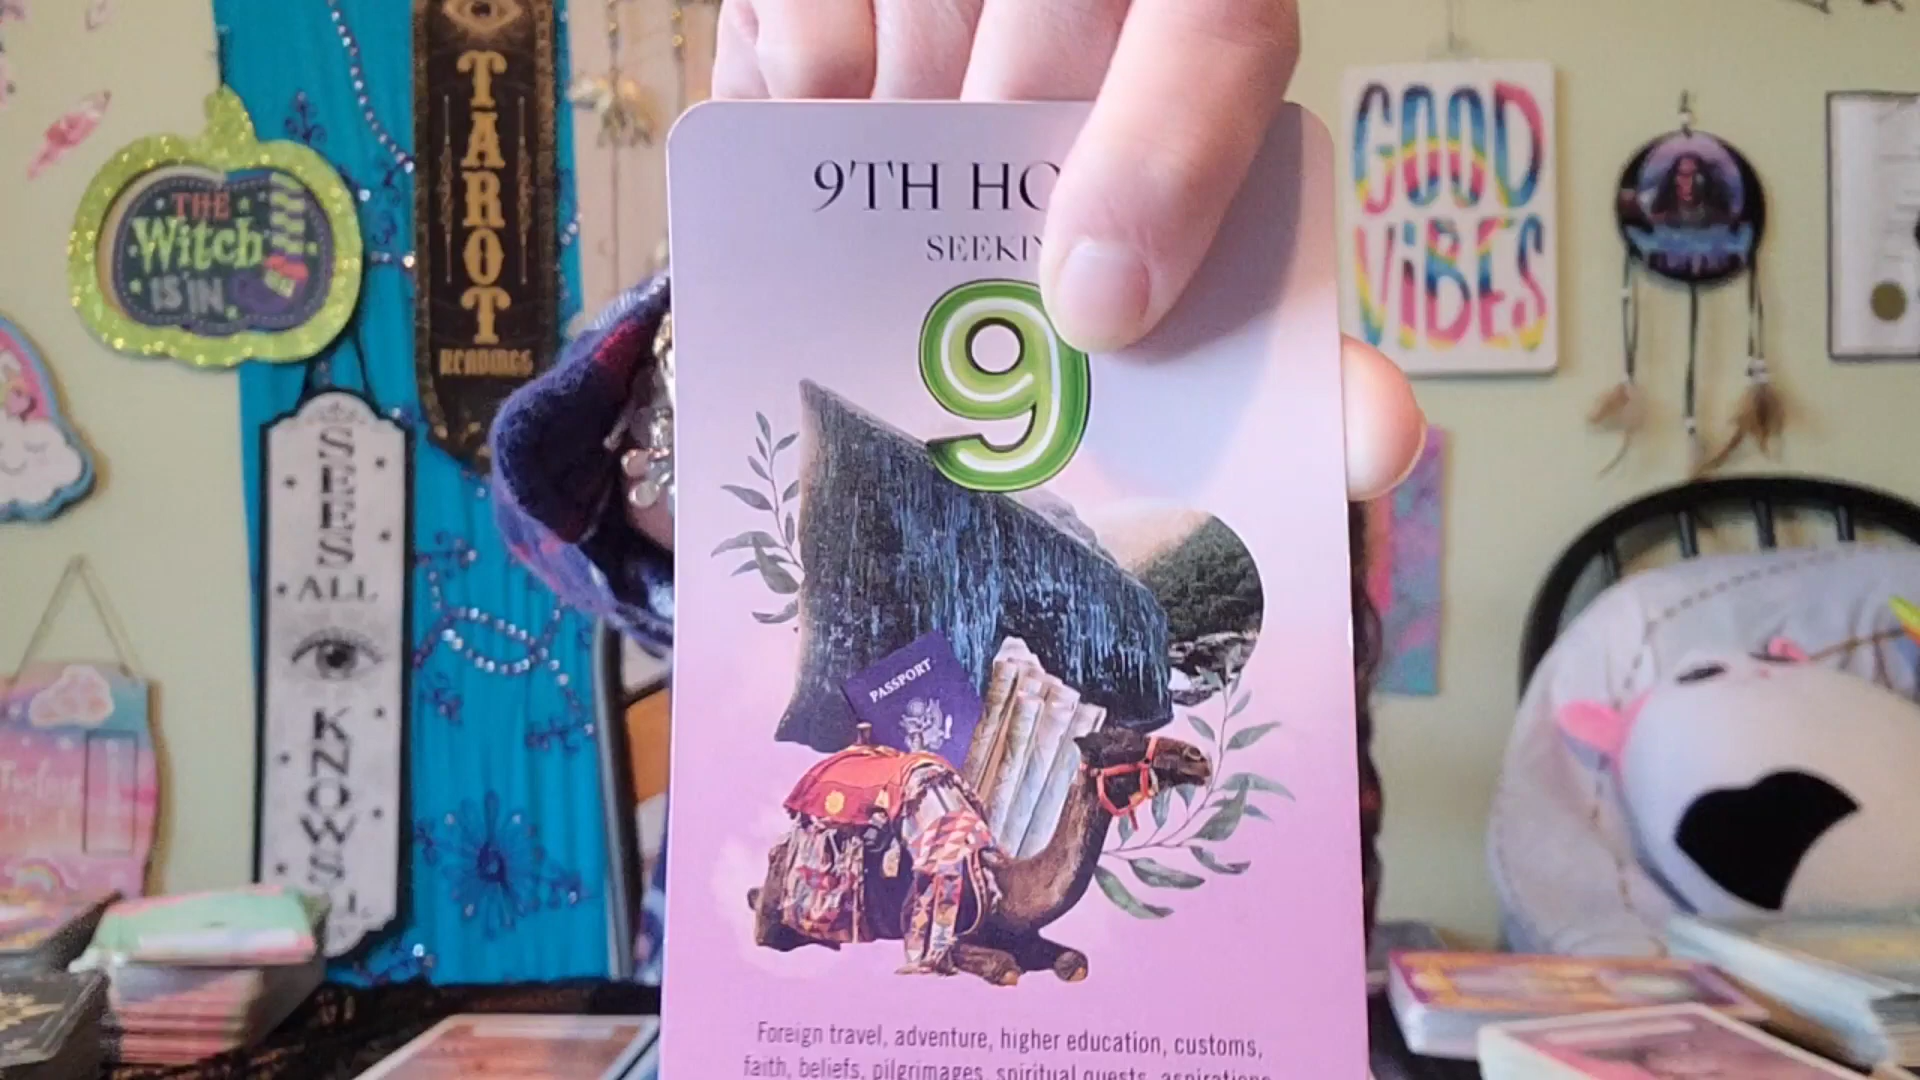 9TH HO
SEEKIN
9
PASSPORT
Foreign travel, adventure, higher education, customs,
faith, beliefs, pilgrimages, spiritual quests, aspirations
THE
Witch
IS IN
TAROT
READINGS
SEES
ALL
KNOWS
GOOD
VIBES